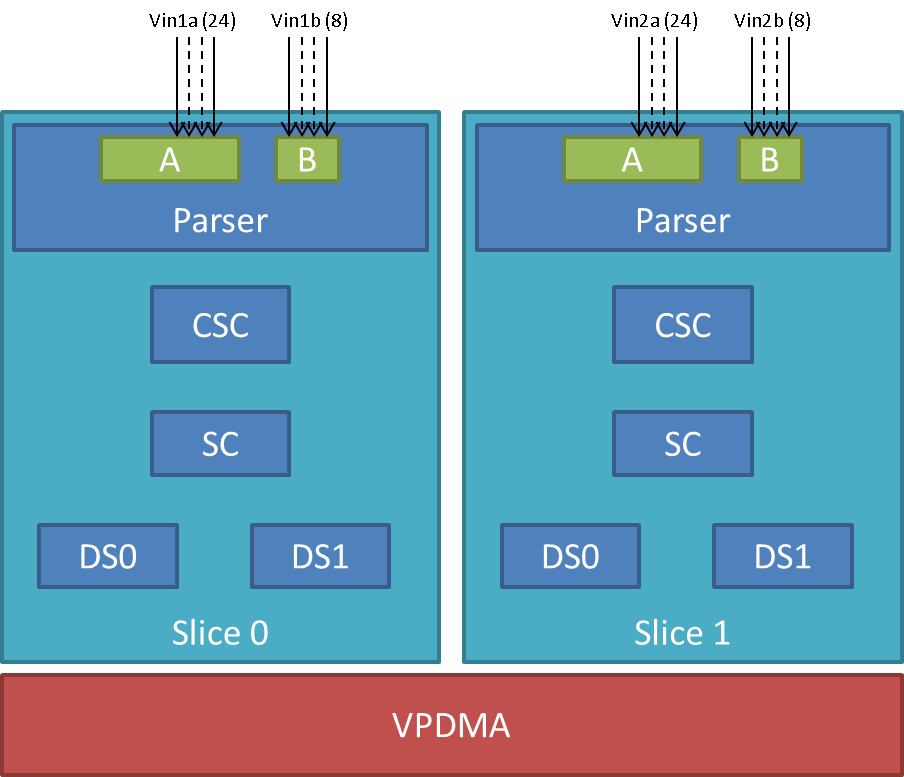 Vin1a (24) Vin1b (8) Vin2a (24) Vin2b (8)
A B A B
Parser Parser
CSC CSC
SC SC
DS0 DS1 DS0 DS1
Slice 0 Slice 1
VPDMA